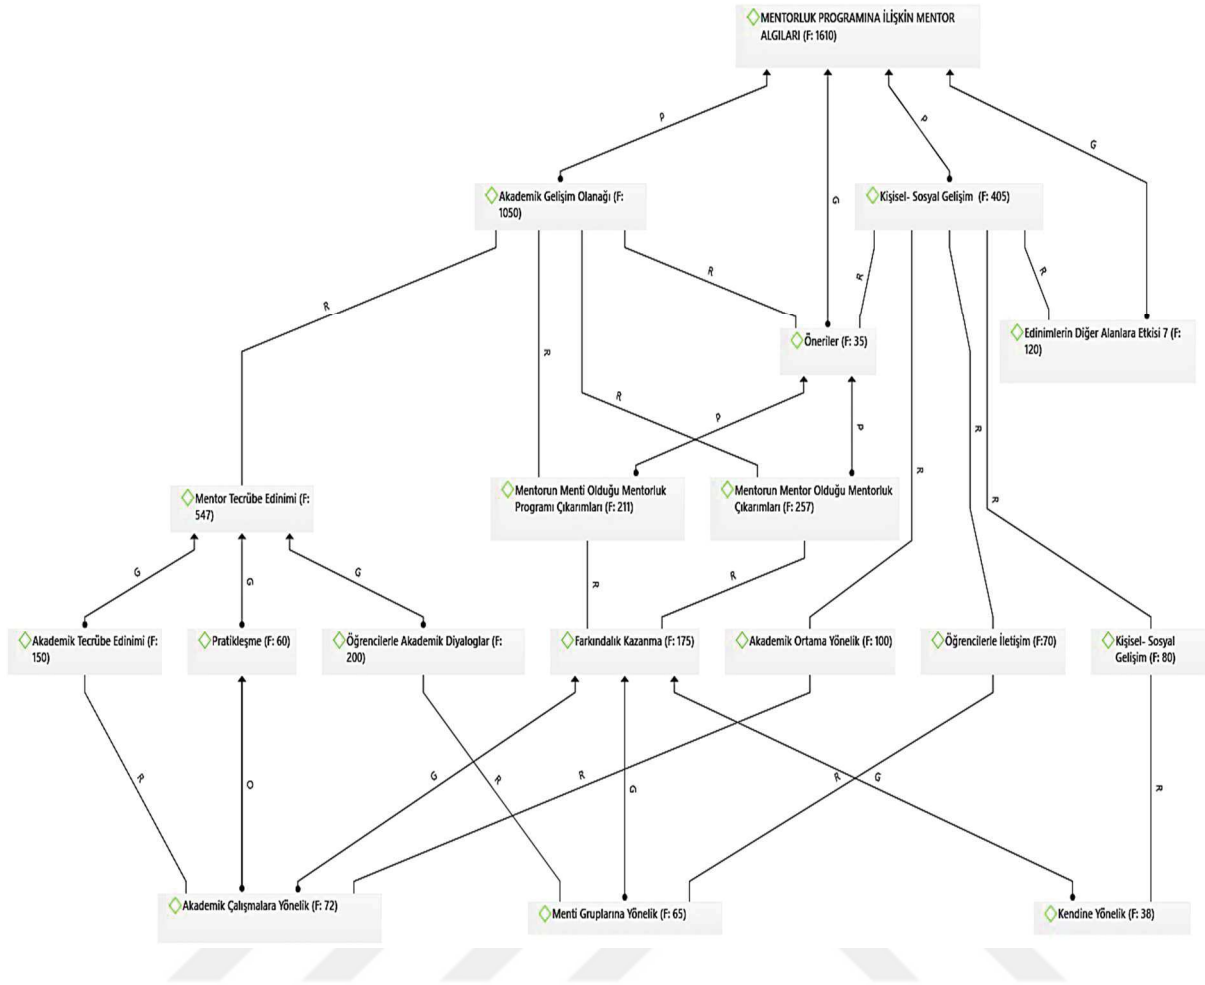 MENTORLUK PROGRAMINA İLİŞKİN MENTOR
ALGILARI (F: 1610)
P
G
P
G
Akademik Gelişim Olanağı (F:
1050)
Kişisel- Sosyal Gelişim (F: 405)
R
R
R
R
R
R
R
R
R
Öneriler (F: 35)
Edinimlerin Diğer Alanlara Etkisi 7 (F:
120)
P
P
Mentor Tecrübe Edinimi (F:
547)
Mentorun Menti Olduğu Mentorluk
Programı Çıkarımları (F: 211)
Mentorun Mentor Olduğu Mentorluk
Çıkarımları (F: 257)
G
G
G
R
R
Akademik Tecrübe Edinimi (F:
150)
Pratikleşme (F: 60)
Öğrencilerle Akademik Diyaloglar (F:
200)
Farkındalık Kazanma (F: 175)
Akademik Ortama Yönelik (F: 100)
Öğrencilerle İletişim (F:70)
Kişisel- Sosyal
Gelişim (F: 80)
R
O
G
R
R
G
R
G
R
Akademik Çalışmalara Yönelik (F: 72)
Menti Gruplarına Yönelik (F: 65)
Kendine Yönelik (F: 38)